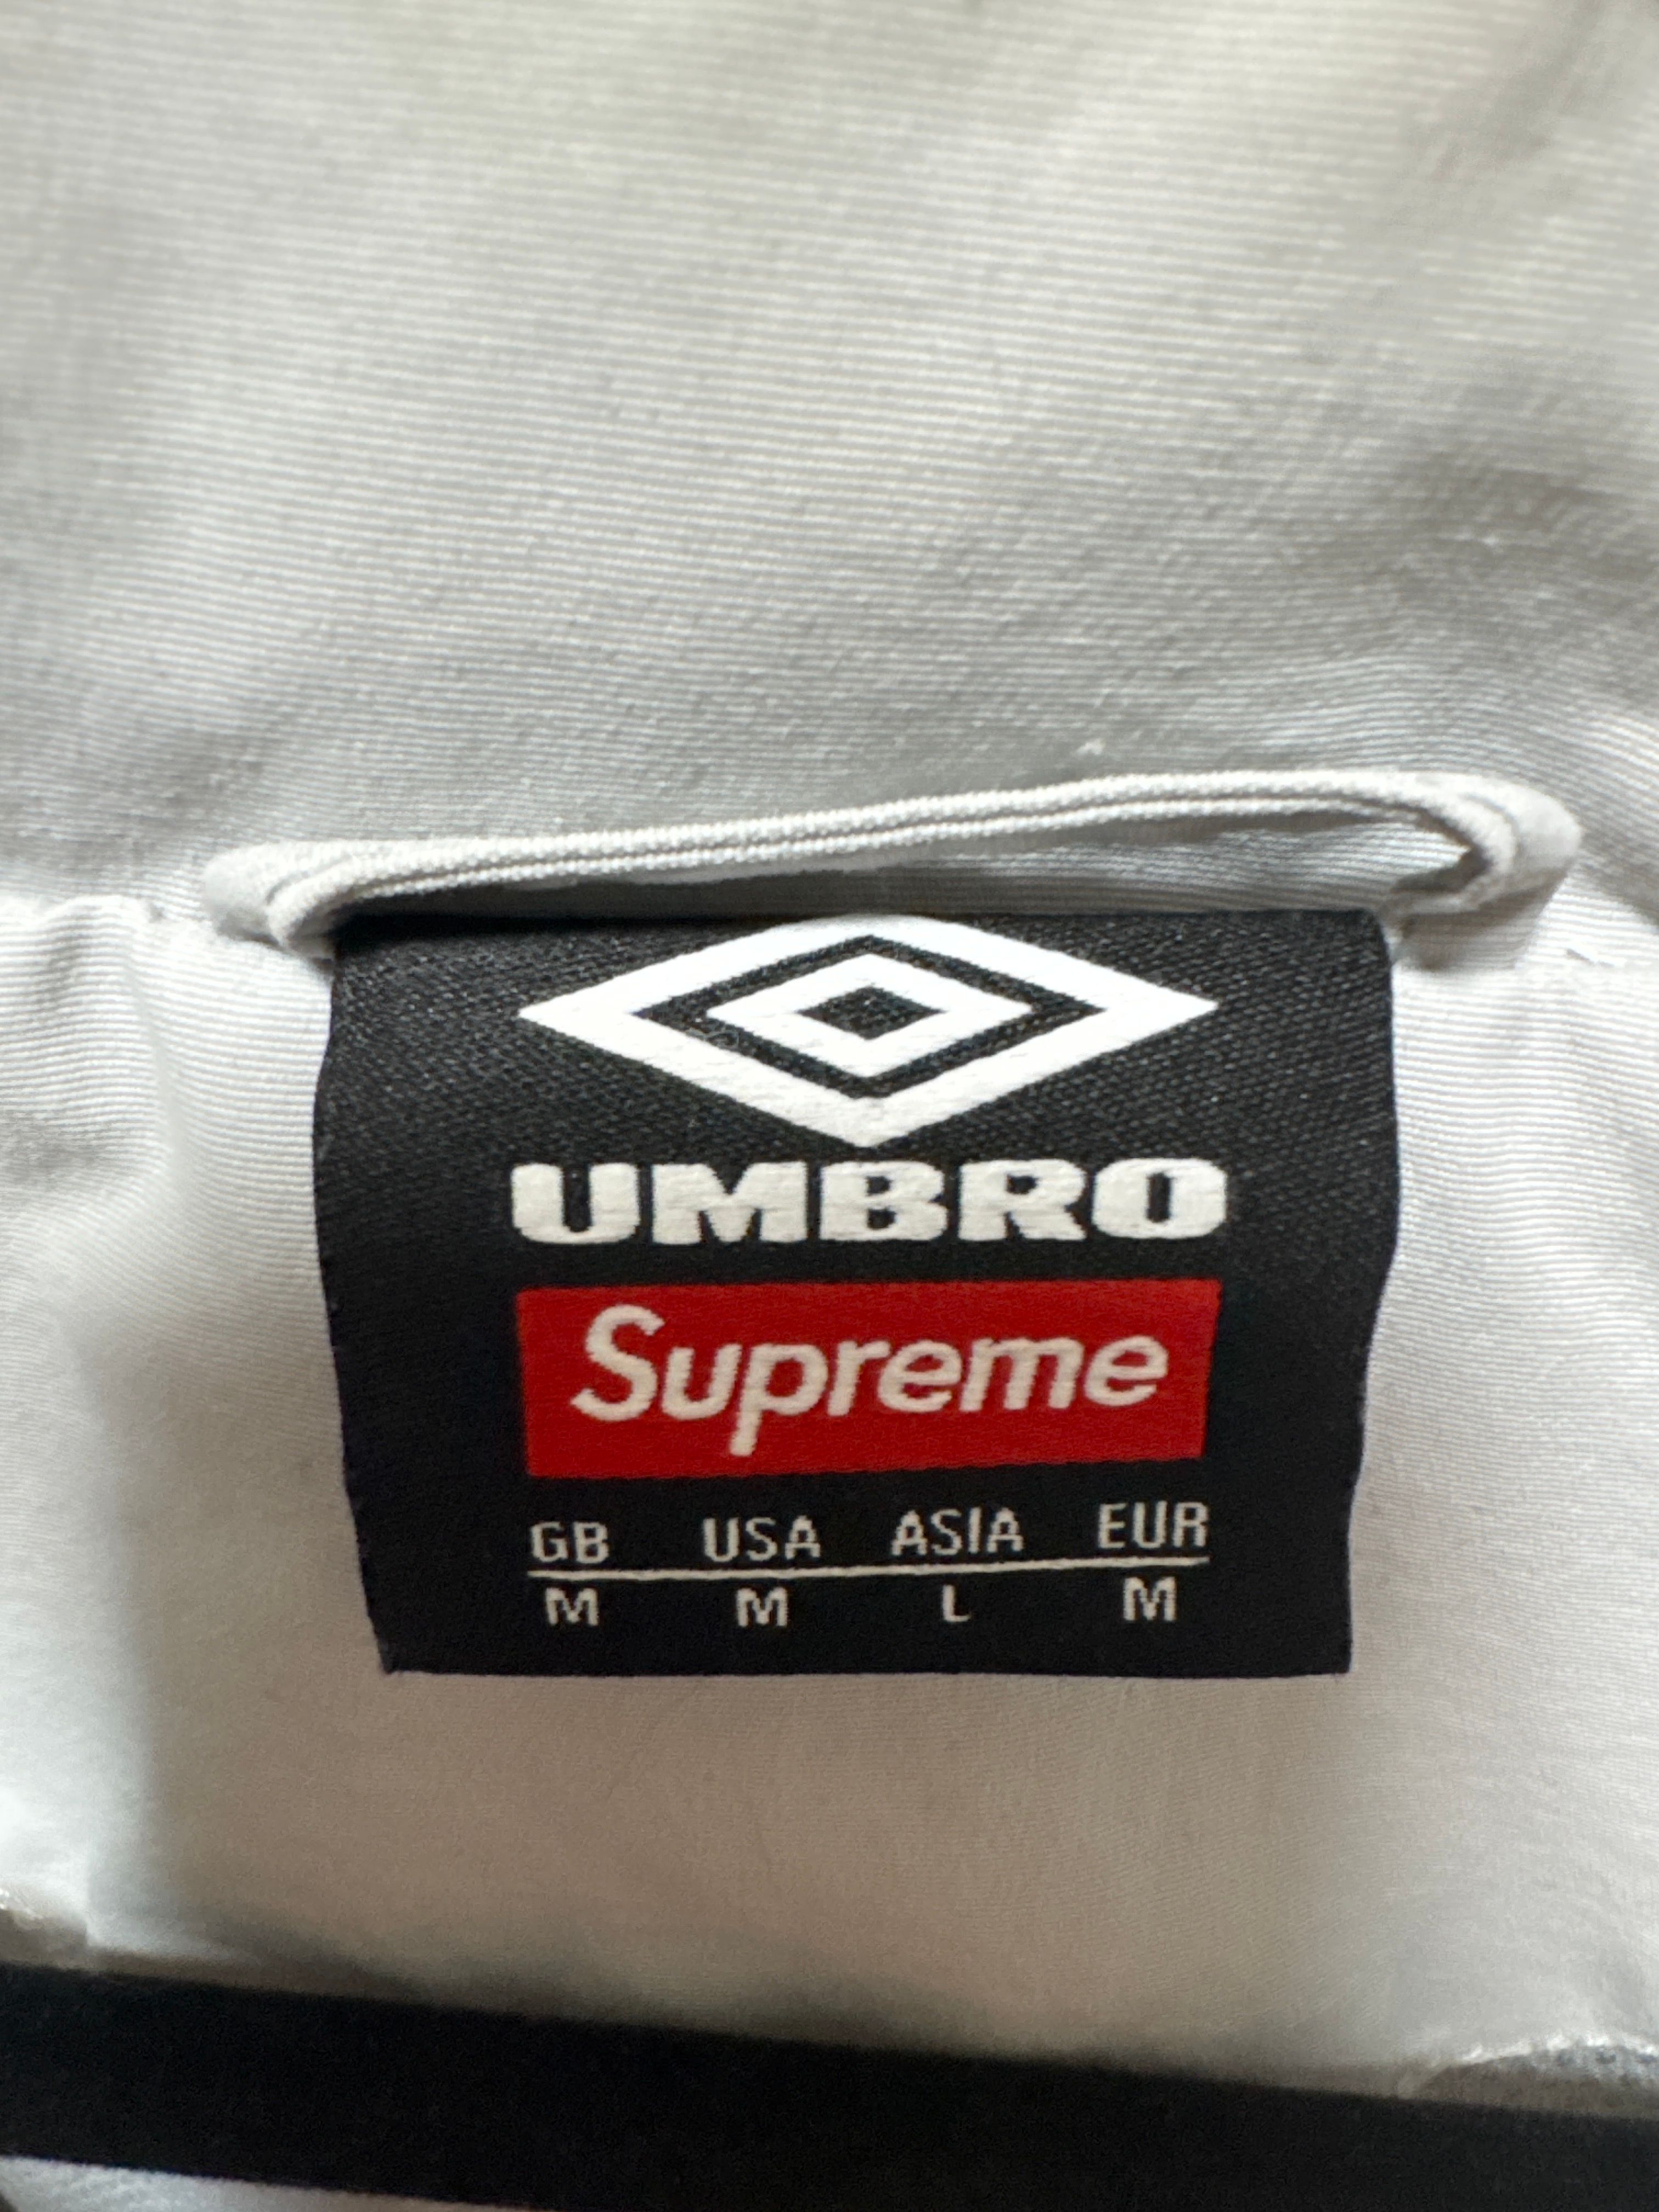 UMBRO
Supreme
GB USA ASIA EUR
M M L M